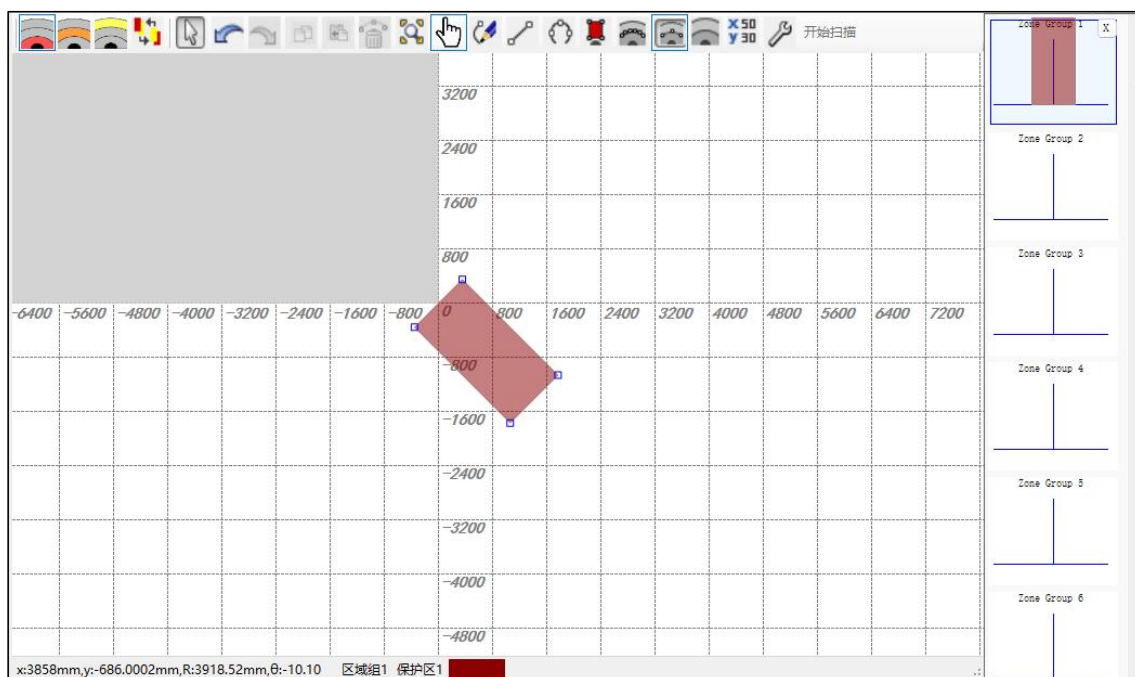 X 50
y 30
开始扫描
Zone Group 1
X
3200
Zone Group 2
2400
1600
800
Zone Group 3
-6400 -5600 -4800 -4000 -3200 -2400 -1600 -800 0 800 1600 2400 3200 4000 4800 5600 6400 7200
-800
Zone Group 4
-1600
-2400
Zone Group 5
-3200
-4000
Zone Group 6
-4800
x:3858mm,y:-686.0002mm,R:3918.52mm,θ:-10.10 区域组1 保护区1